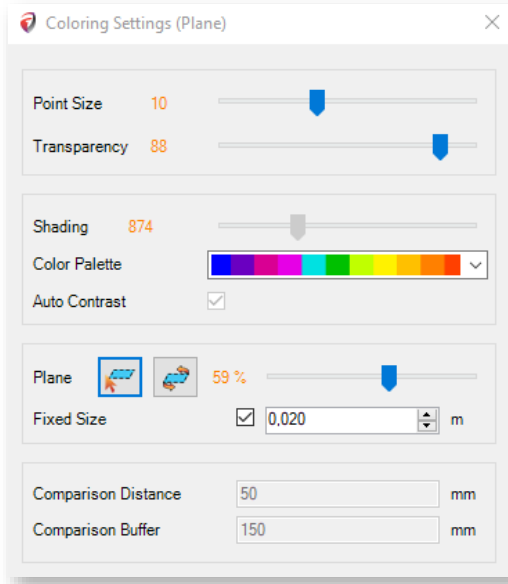 Coloring Settings (Plane)
Point Size 10
Transparency 88
Shading 874
Color Palette
Auto Contrast
Plane 59 %
Fixed Size 0,020 m
Comparison Distance 50 mm
Comparison Buffer 150 mm